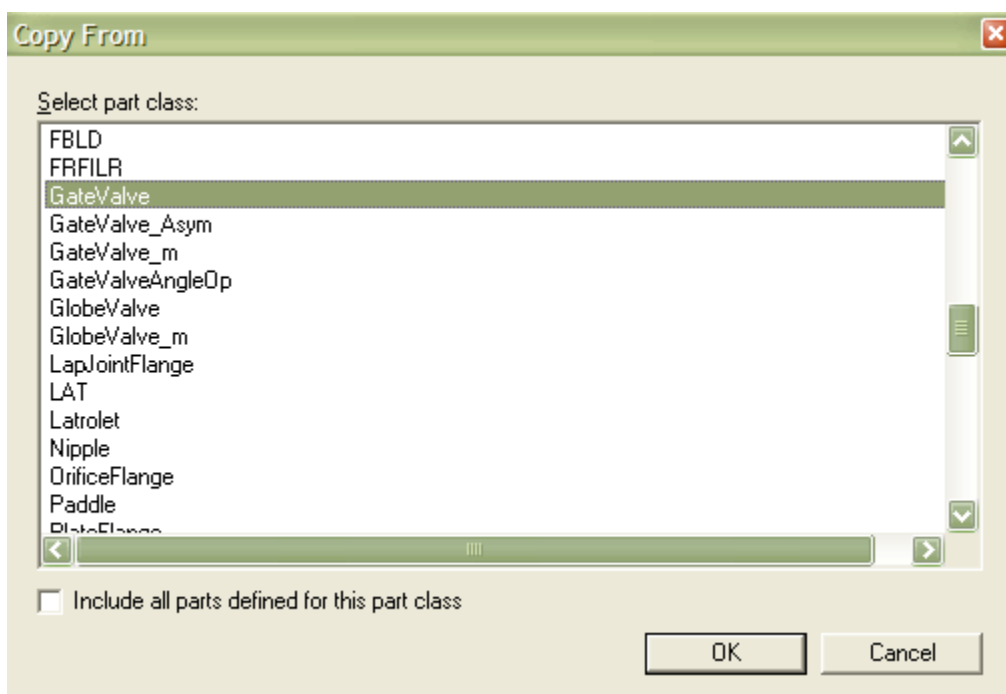 Copy From
Select part class:
FBLD
FRFILR
GateValve
GateValve_Asym
GateValve_m
GateValveAngleOp
GlobeValve
GlobeValve_m
LapJointFlange
LAT
Latrolet
Nipple
OrificeFlange
Paddle
PlateFlange
Include all parts defined for this part class
OK Cancel